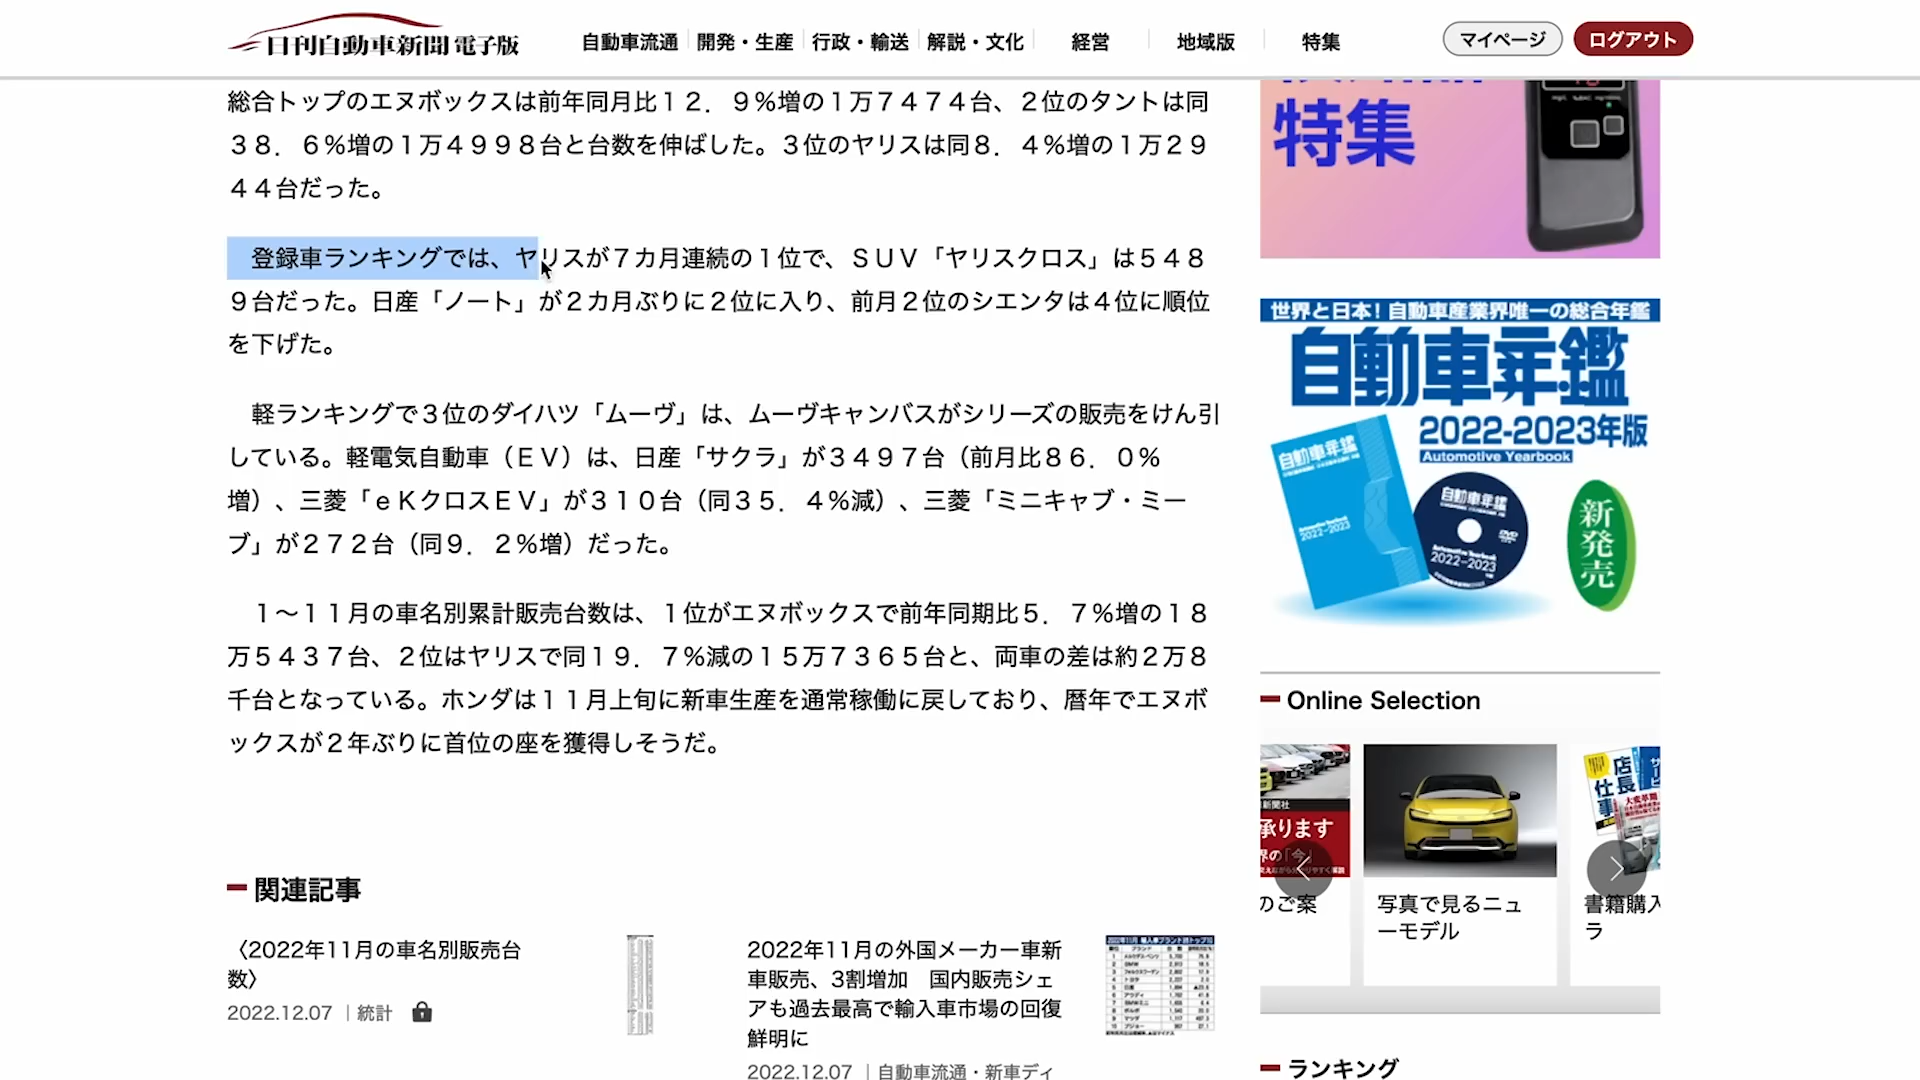 日刊自動車新聞 電子版
自動車流通 開発・生産 行政・輸送 解説・文化 経営 地域版 特集
マイページ ログアウト
総合トップのエヌボックスは前年同月比１２．９％増の１万７４７４台、２位のタントは同
３８．６％増の１万４９９８台と台数を伸ばした。３位のヤリスは同８．４％増の１万２９
４４台だった。
登録車ランキングでは、ヤリスが７カ月連続の１位で、ＳＵＶ「ヤリスクロス」は５４８
９台だった。日産「ノート」が２カ月ぶりに２位に入り、前月２位のシエンタは４位に順位
を下げた。
軽ランキングで３位のダイハツ「ムーヴ」は、ムーヴキャンバスがシリーズの販売をけん引
している。軽電気自動車（ＥＶ）は、日産「サクラ」が３４９７台（前月比８６．０％
増）、三菱「ｅＫクロスＥＶ」が３１０台（同３５．４％減）、三菱「ミニキャブ・ミー
ブ」が２７２台（同９．２％増）だった。
１～１１月の車名別累計販売台数は、１位がエヌボックスで前年同期比５．７％増の１８
万５４３７台、２位はヤリスで同１９．７％減の１５万７３６５台と、両車の差は約２万８
千台となっている。ホンダは１１月上旬に新車生産を通常稼働に戻しており、暦年でエヌボ
ックスが２年ぶりに首位の座を獲得しそうだ。
関連記事
〈2022年11月の車名別販売台
数〉
2022.12.07 ｜統計
2022年11月の外国メーカー車新
車販売、3割増加　国内販売シェ
アも過去最高で輸入車市場の回復
鮮明に
2022.12.07 ｜自動車流通・新車ディ
特集
世界と日本！自動車産業界唯一の総合年鑑
自動車年鑑
2022-2023年版
Automotive Yearbook
自動車年鑑
2022-2023
自動車年鑑
DVD
Automotive Yearbook
2022-2023
新発売
Online Selection
新聞社
承ります
界の「今」
のご案
写真で見るニュ
ーモデル
店長
仕事
大変革期
書籍購入
ラ
ランキング